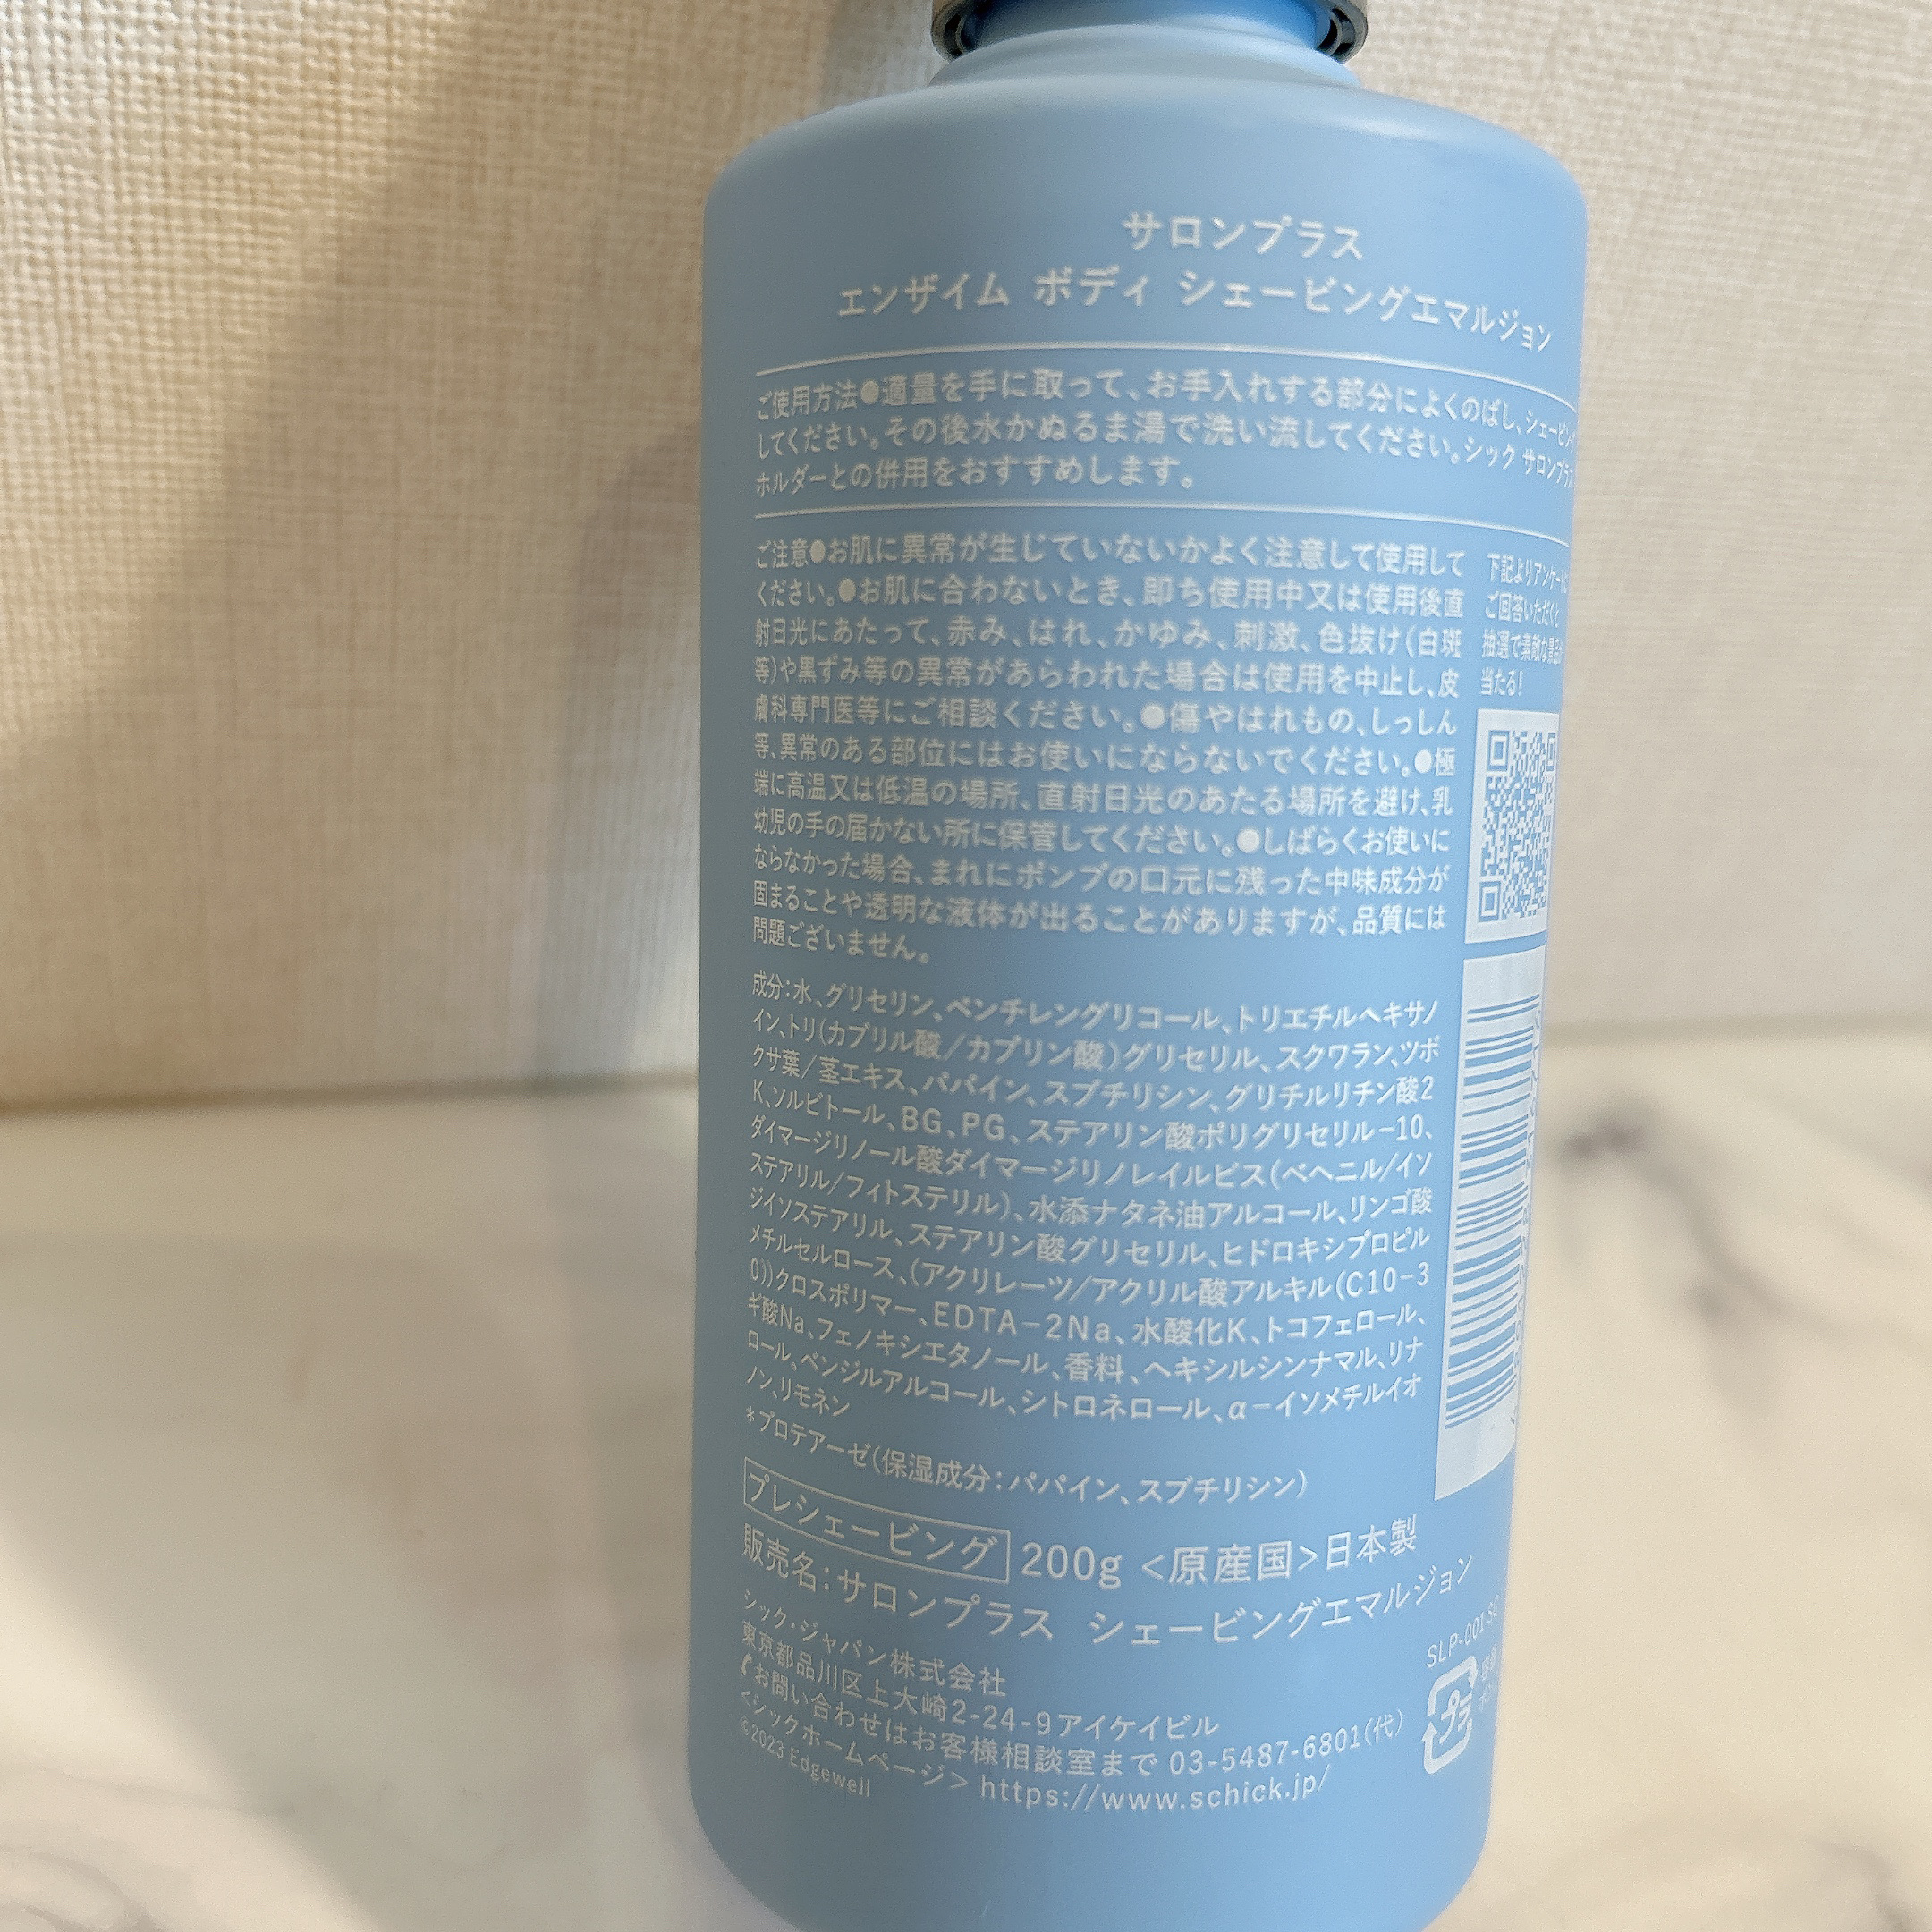 サロンプラス
エンザイム ボディ シェービングエマルジョン
ご使用方法●適量を手に取って、お手入れする部分によくのばし、シェービング
してください。その後水かぬるま湯で洗い流してください。シック サロンプラス
ホルダーとの併用をおすすめします。
ご注意●お肌に異常が生じていないかよく注意して使用して
ください。●お肌に合わないとき、即ち使用中又は使用後直
射日光にあたって、赤み、はれ、かゆみ、刺激、色抜け(白斑
等)や黒ずみ等の異常があらわれた場合は使用を中止し、皮
膚科専門医等にご相談ください。●傷やはれもの、しっしん
等、異常のある部位にはお使いにならないでください。●極
端に高温又は低温の場所、直射日光のあたる場所を避け、乳
幼児の手の届かない所に保管してください。●しばらくお使いに
ならなかった場合、まれにポンプの口元に残った中味成分が
固まることや透明な液体が出ることがありますが、品質には
問題ございません。
下記よりアンケートに
ご回答いただくと
抽選で素敵な景品が
当たる!
成分:水、グリセリン、ペンチレングリコール、トリエチルヘキサノ
イン、トリ(カプリル酸/カプリン酸)グリセリル、スクワラン、ツボ
クサ葉/茎エキス、パパイン、スブチリシン、グリチルリチン酸2
K、ソルビトール、BG、PG、ステアリン酸ポリグリセリル-10、
ダイマージリノール酸ダイマージリノレイルビス(ベヘニル/イソ
ステアリル/フィトステリル)、水添ナタネ油アルコール、リンゴ酸
ジイソステアリル、ステアリン酸グリセリル、ヒドロキシプロピル
メチルセルロース、(アクリレーツ/アクリル酸アルキル(C10-3
0))クロスポリマー、EDTA-2Na、水酸化K、トコフェロール、
ギ酸Na、フェノキシエタノール、香料、ヘキシルシンナマル、リナ
ロール、ベンジルアルコール、シトロネロール、α-イソメチルイオ
ノン、リモネン
*プロテアーゼ(保湿成分:パパイン、スブチリシン)
プレシェービング 200g <原産国>日本製
販売名:サロンプラス シェービングエマルジョン
シック・ジャパン株式会社
東京都品川区上大崎2-24-9アイケイビル
お問い合わせはお客様相談室まで 03-5487-6801(代)
<シックホームページ> https://www.schick.jp/
©2023 Edgewell
SLP-001-SC
プラ